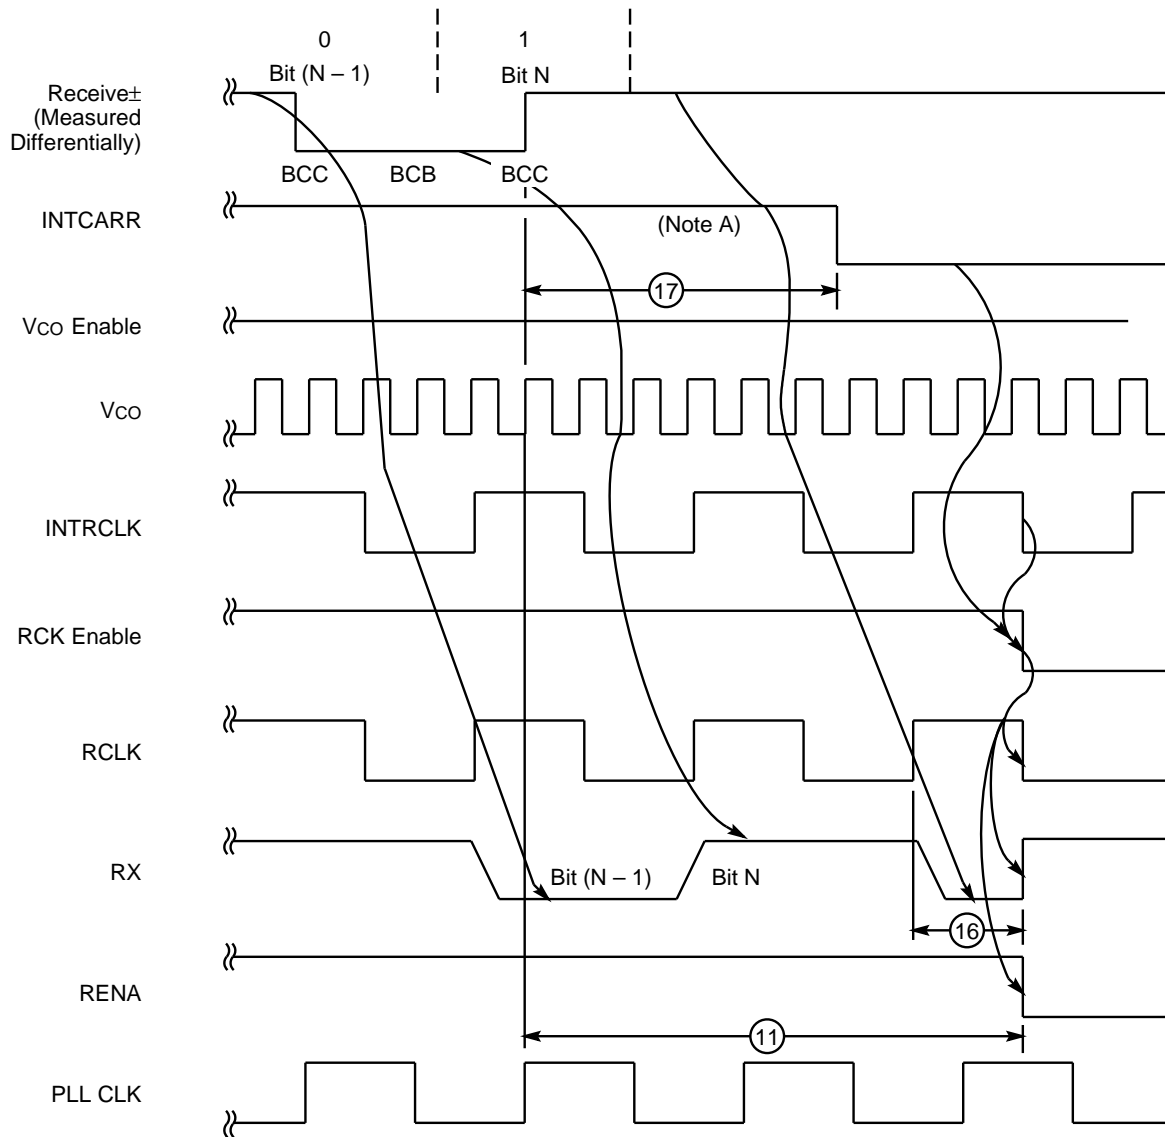 0
1
Bit (N – 1)
Bit N
Receive±
(Measured
Differentially)
BCC
BCB
BCC
INTCARR
(Note A)
17
VCO Enable
VCO
INTRCLK
RCK Enable
RCLK
RX
Bit (N – 1)
Bit N
16
RENA
11
PLL CLK